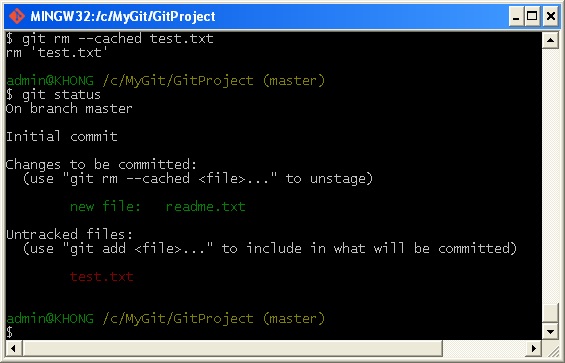 MINGW32:/c/MyGit/GitProject
$ git rm --cached test.txt
rm 'test.txt'
admin@KHONG /c/MyGit/GitProject (master)
$ git status
On branch master
Initial commit
Changes to be committed:
(use "git rm --cached <file>..." to unstage)
new file: readme.txt
Untracked files:
(use "git add <file>..." to include in what will be committed)
test.txt
admin@KHONG /c/MyGit/GitProject (master)
$